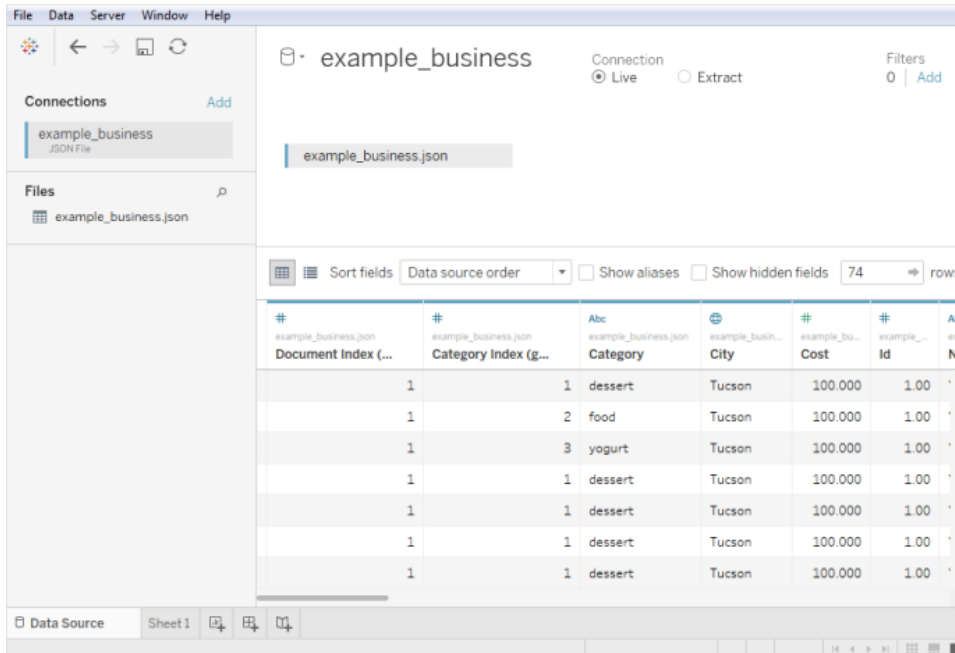 File Data Server Window Help
example_business
Connection
Filters
Live Extract
0 Add
Connections Add
example_business
JSON File
example_business.json
Files
example_business.json
Sort fields Data source order Show aliases Show hidden fields 74 rows
Abc
example_business.json example_business.json example_business.json example_busin... example_bu... example_...
Document Index (... Category Index (g... Category City Cost Id
1 1 dessert Tucson 100.000 1.00
1 2 food Tucson 100.000 1.00
1 3 yogurt Tucson 100.000 1.00
1 1 dessert Tucson 100.000 1.00
1 1 dessert Tucson 100.000 1.00
1 1 dessert Tucson 100.000 1.00
1 1 dessert Tucson 100.000 1.00
Data Source Sheet 1